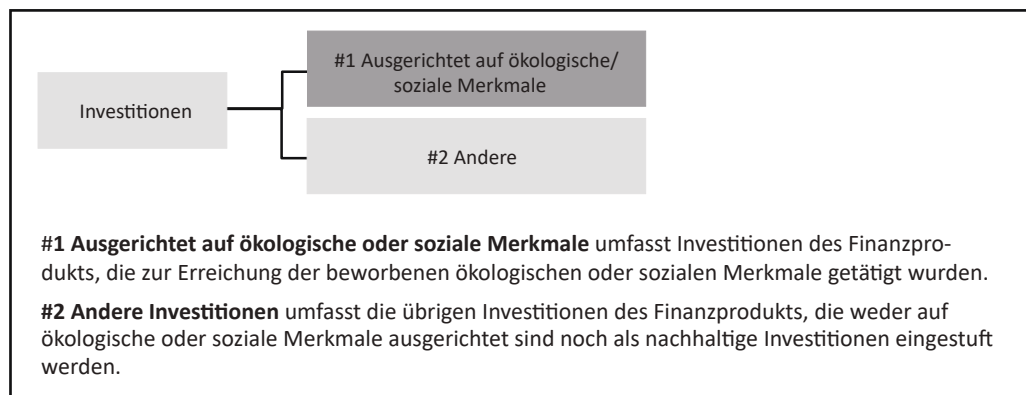 #1 Ausgerichtet auf ökologische/
soziale Merkmale
Investitionen
#2 Andere
#1 Ausgerichtet auf ökologische oder soziale Merkmale umfasst Investitionen des Finanzpro-
dukts, die zur Erreichung der beworbenen ökologischen oder sozialen Merkmale getätigt wurden.
#2 Andere Investitionen umfasst die übrigen Investitionen des Finanzprodukts, die weder auf
ökologische oder soziale Merkmale ausgerichtet sind noch als nachhaltige Investitionen eingestuft
werden.